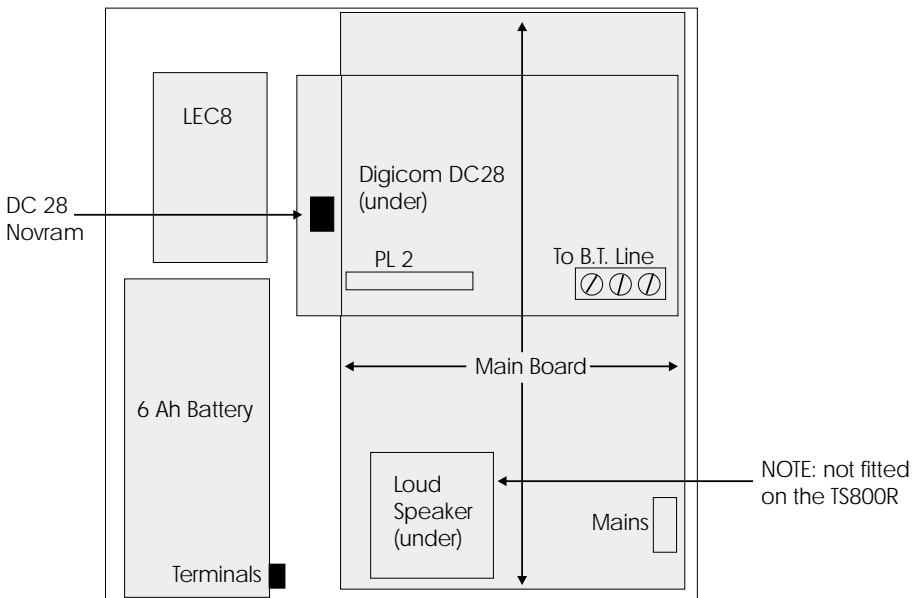 LEC8
Digicom DC28
(under)
DC 28
Novram
PL 2
To B.T. Line
Main Board
6 Ah Battery
Loud
Speaker
(under)
NOTE: not fitted
on the TS800R
Mains
Terminals